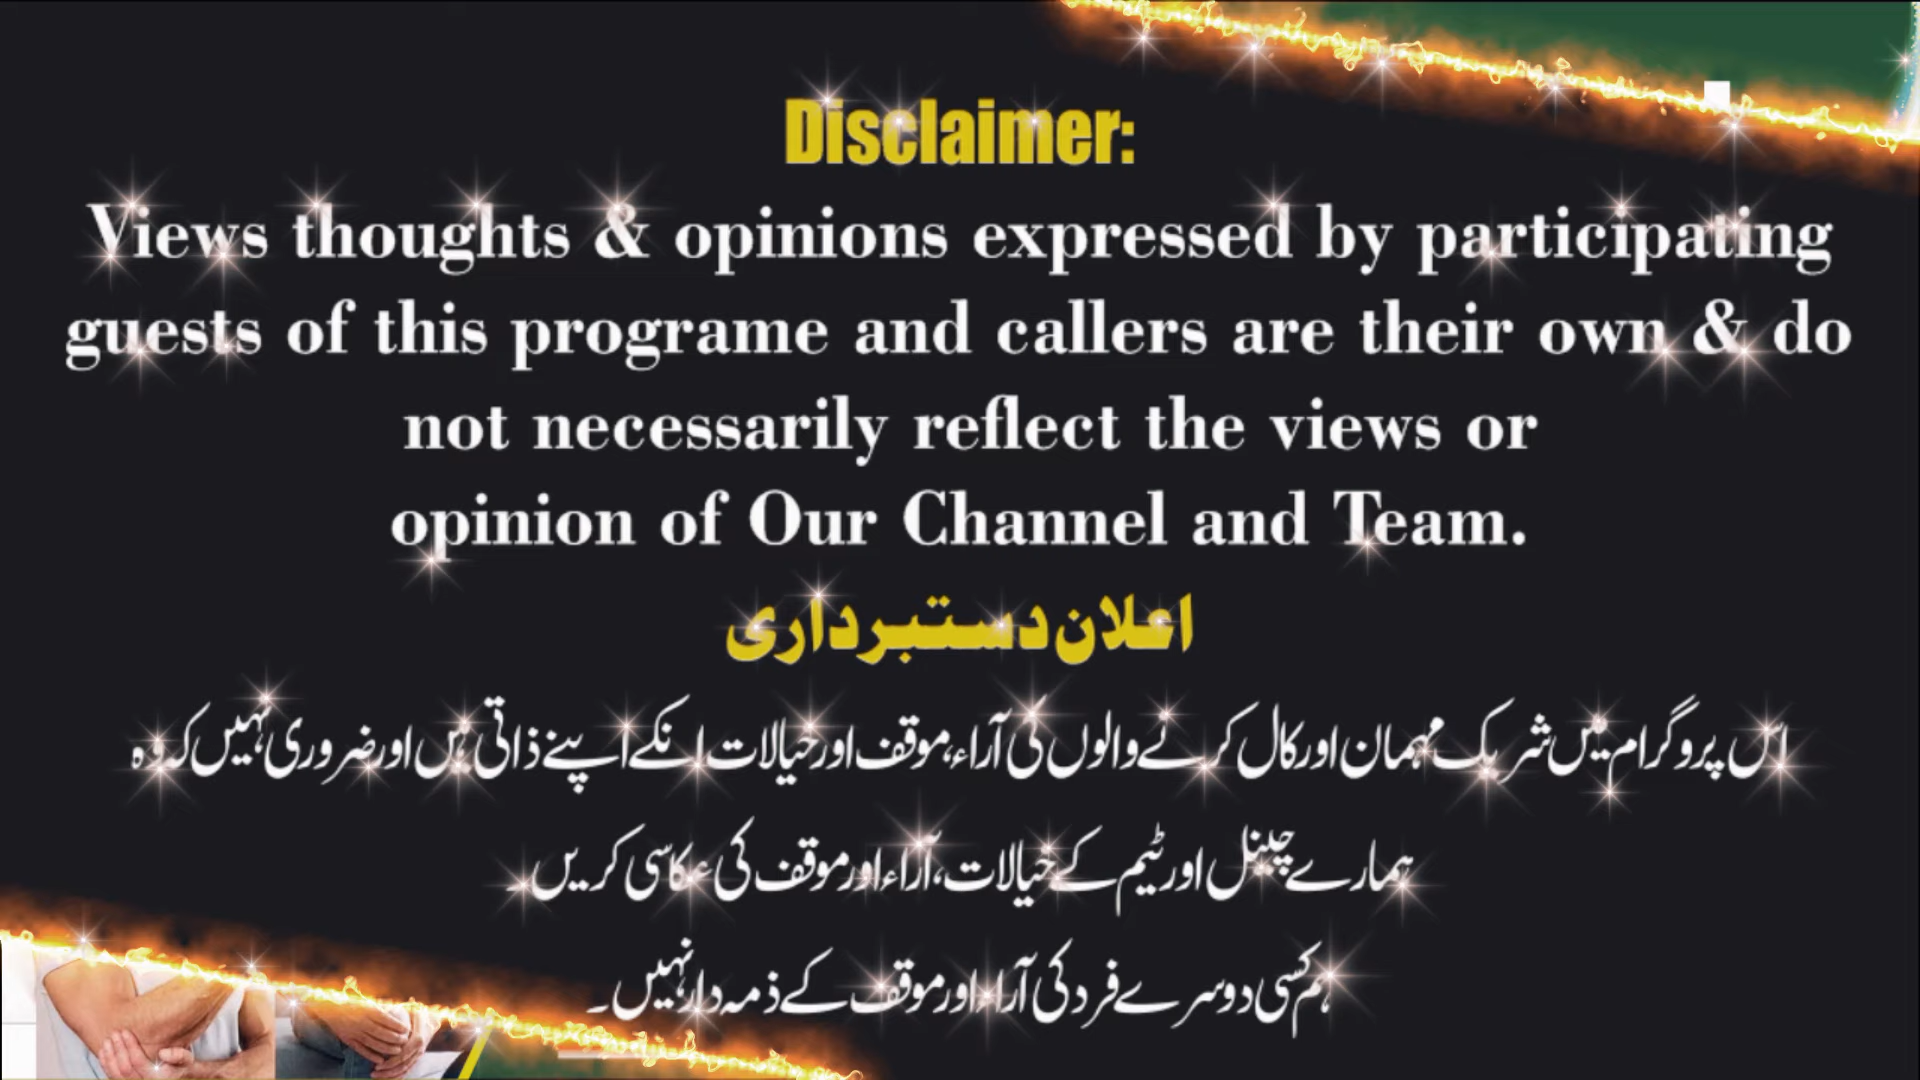 Disclaimer:
Views thoughts & opinions expressed by participating
guests of this programe and callers are their own & do
not necessarily reflect the views or
opinion of Our Channel and Team.
اعلان دستبرداری
اس پروگرام میں شریک مہمان اور کال کرنے والوں کی آراء، موقف اور خیالات انکے اپنے ذاتی ہیں اور ضروری نہیں کہ وہ
ہمارے چینل اور ٹیم کے خیالات، آراء اور موقف کی عکاسی کریں۔
ہم کسی دوسرے فرد کی آراء اور موقف کے ذمہ دار نہیں۔